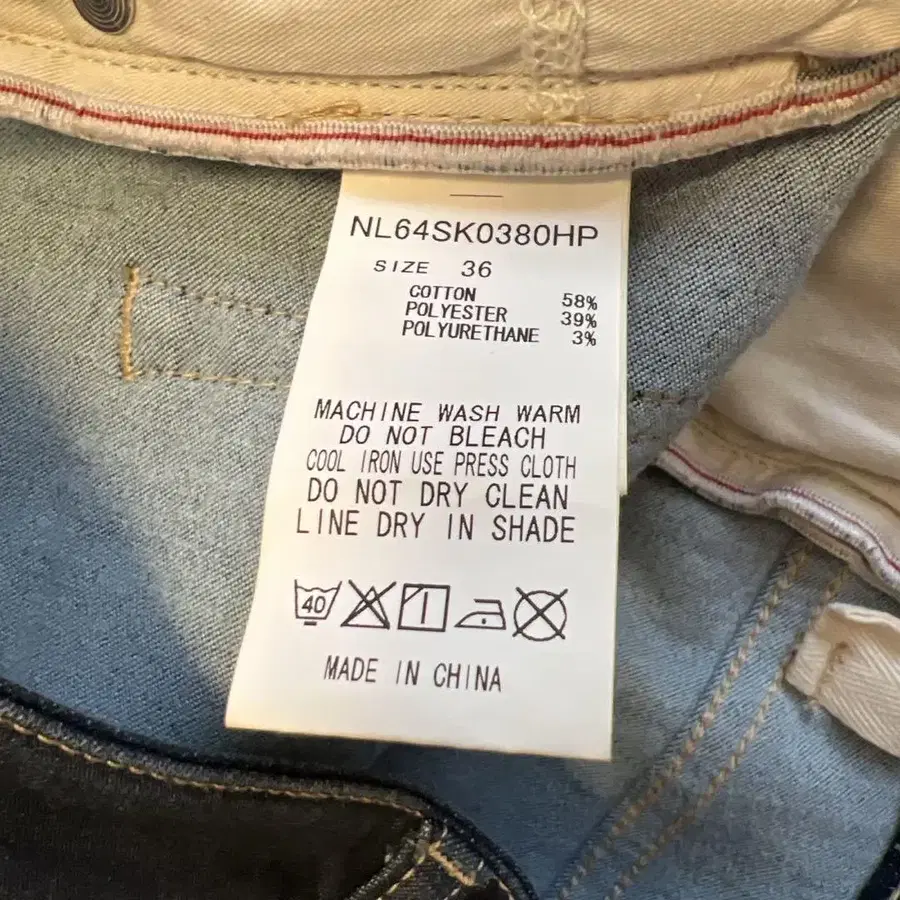 NL64SK0380HP
SIZE 36
COTTON 58%
POLYESTER 39%
POLYURETHANE 3%
MACHINE WASH WARM
DO NOT BLEACH
COOL IRON USE PRESS CLOTH
DO NOT DRY CLEAN
LINE DRY IN SHADE
40
MADE IN CHINA